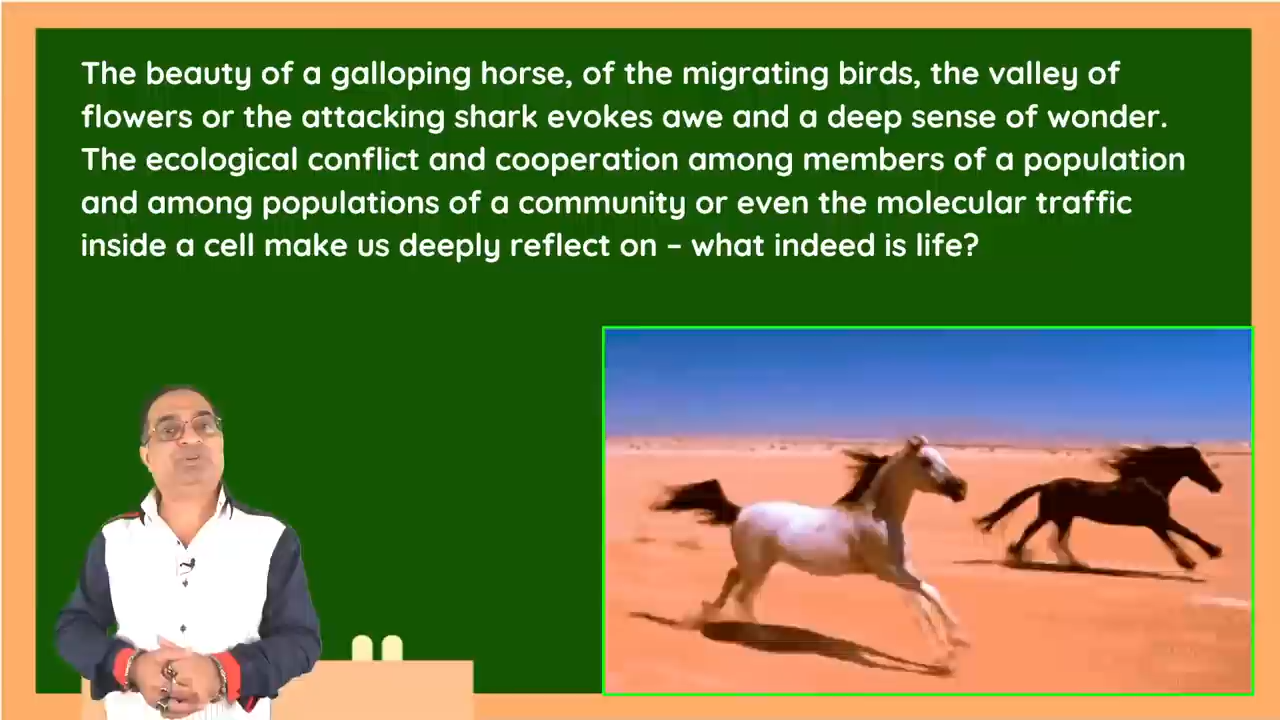 The beauty of a galloping horse, of the migrating birds, the valley of
flowers or the attacking shark evokes awe and a deep sense of wonder.
The ecological conflict and cooperation among members of a population
and among populations of a community or even the molecular traffic
inside a cell make us deeply reflect on – what indeed is life?